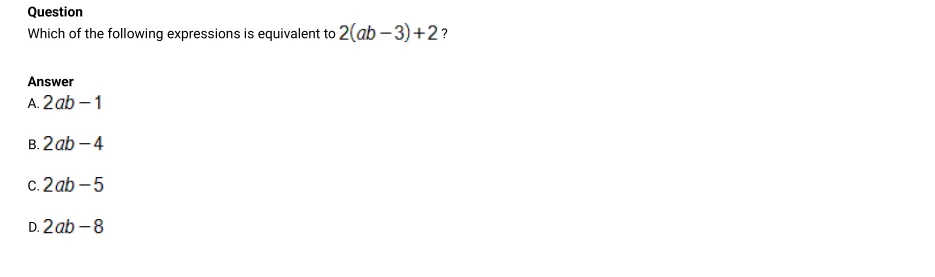 Question
Which of the following expressions is equivalent to 2(ab−3)+2?
Answer
A. 2ab−1
B. 2ab−4
C. 2ab−5
D. 2ab−8